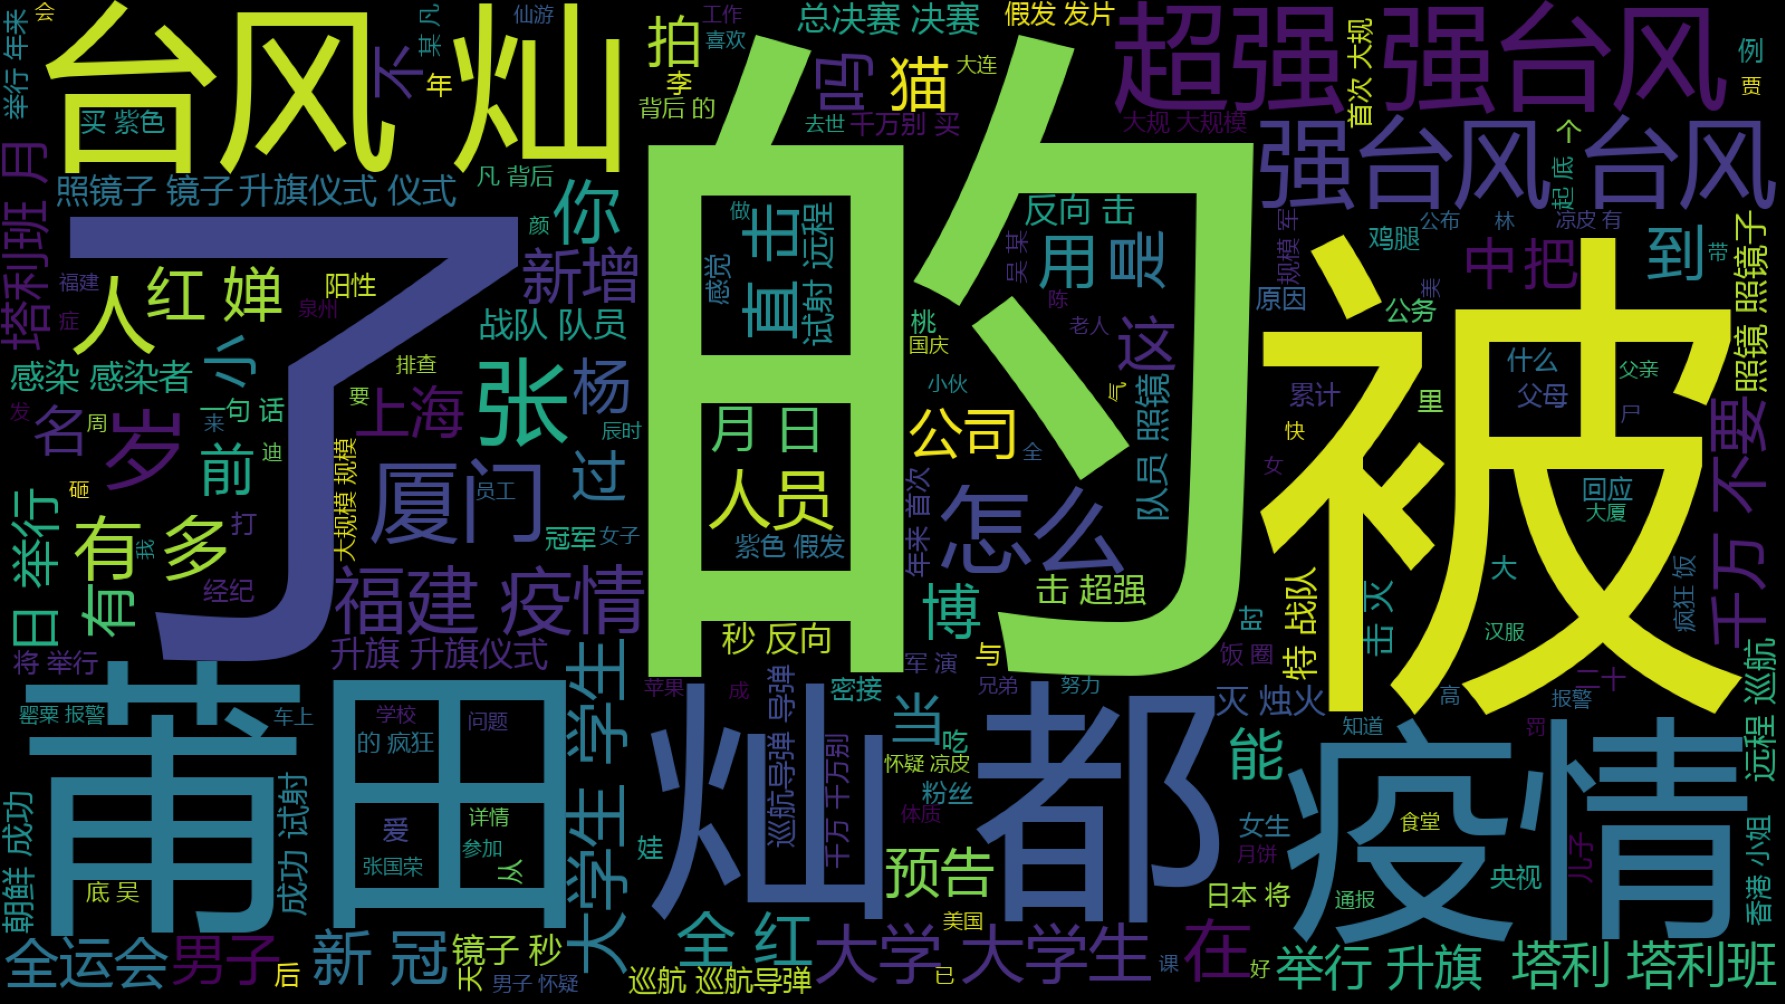 会
台风 灿
不
某 凡
仙游
拍
工作
喜欢
总决赛 决赛
假发 发片
超强 强台风
首次 大规
例
贾
举行 年来
年
李
背后 的
吗
猫
大连
去世
千万别 买
大规 大规模
买 紫色
强台风 台风
个
起 底
塔利班 月
照镜子 镜子
升旗仪式 仪式
凡 背后
你
颜
的
做
直 击
试射 远程
感觉
反向 击
吴 某
用 是
规模 军
鸡腿
公布
林
凉皮 有
中 把
到
带
照镜 照镜子
了
新增
人
红 婵
阳性
泉州
福建
症
战队 队员
陈
老人
这
原因
公务
美
被
桃
国庆
气
感染 感染者
小
排查
要
上海
张
杨
小伙
队员 照镜
累计
里
什么
父母
父亲
尸
发
名
周
岁
一句 话
来
前
迪
辰时
月 日
公司
全
快
女
千万 不要
砸
大规模 规模
厦门
员工
过
人员
年来 首次
怎么
回应
大厦
日 举行
有 多
我
打
冠军
女子
紫色 假发
有
经纪
福建 疫情
博
击 超强
时
特 战队
击 灭
大
汉服
疯狂 饭
将 举行
升旗 升旗仪式
秒 反向
军 演
与
饭 圈
二十
远程 巡航
莆田
罂粟 报警
车上
学校
的 疯狂
问题
大学生 学生
苹果
成
灿都
巡航导弹 导弹
千万 千万别
密接
兄弟
努力
当
吃
灭 烛火
高
报警
知道
罚
疫情
朝鲜 成功
成功 试射
爱
详情
参加
张国荣
从
娃
怀疑 凉皮
粉丝
体质
能
女生
月饼
食堂
儿子
香港 小姐
底 吴
预告
日本 将
通报
央视
全运会
男子
后
新 冠
镜子 秒
天
男子 怀疑
全 红
美国
大学 大学生
已
课
在
好
举行 升旗
塔利 塔利班
巡航 巡航导弹